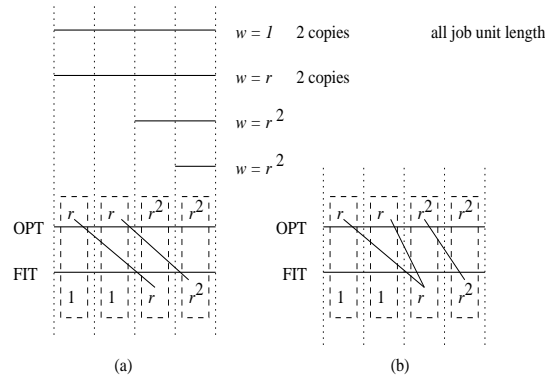 w = 1 2 copies all job unit length
w = r 2 copies
w = r²
w = r²
r r r² r² r r r² r²
OPT OPT
FIT FIT
1 1 r r² 1 1 r r²
(a) (b)